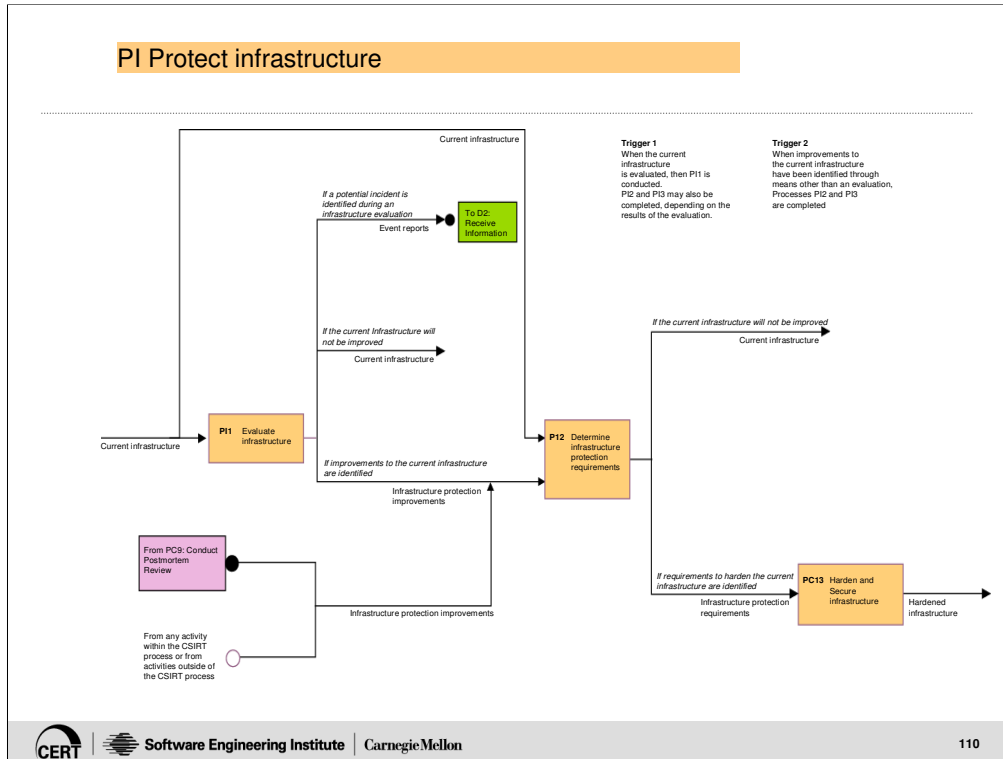 PI Protect infrastructure
Current infrastructure
Trigger 1
When the current
infrastructure
is evaluated, then PI1 is
conducted.
PI2 and PI3 may also be
completed, depending on the
results of the evaluation.
Trigger 2
When improvements to
the current infrastructure
have been identified through
means other than an evaluation,
Processes PI2 and PI3
are completed
If a potential incident is
identified during an
infrastructure evaluation
Event reports
To D2:
Receive
Information
If the current Infrastructure will
not be improved
Current infrastructure
If the current infrastructure will not be improved
Current infrastructure
Current infrastructure
PI1 Evaluate
infrastructure
P12 Determine
infrastructure
protection
requirements
If improvements to the current infrastructure
are identified
Infrastructure protection
improvements
From PC9: Conduct
Postmortem
Review
Infrastructure protection improvements
From any activity
within the CSIRT
process or from
activities outside of
the CSIRT process
If requirements to harden the current
infrastructure are identified
Infrastructure protection
requirements
PC13 Harden and
Secure
infrastructure
Hardened
infrastructure
CERT
Software Engineering Institute
Carnegie Mellon
110